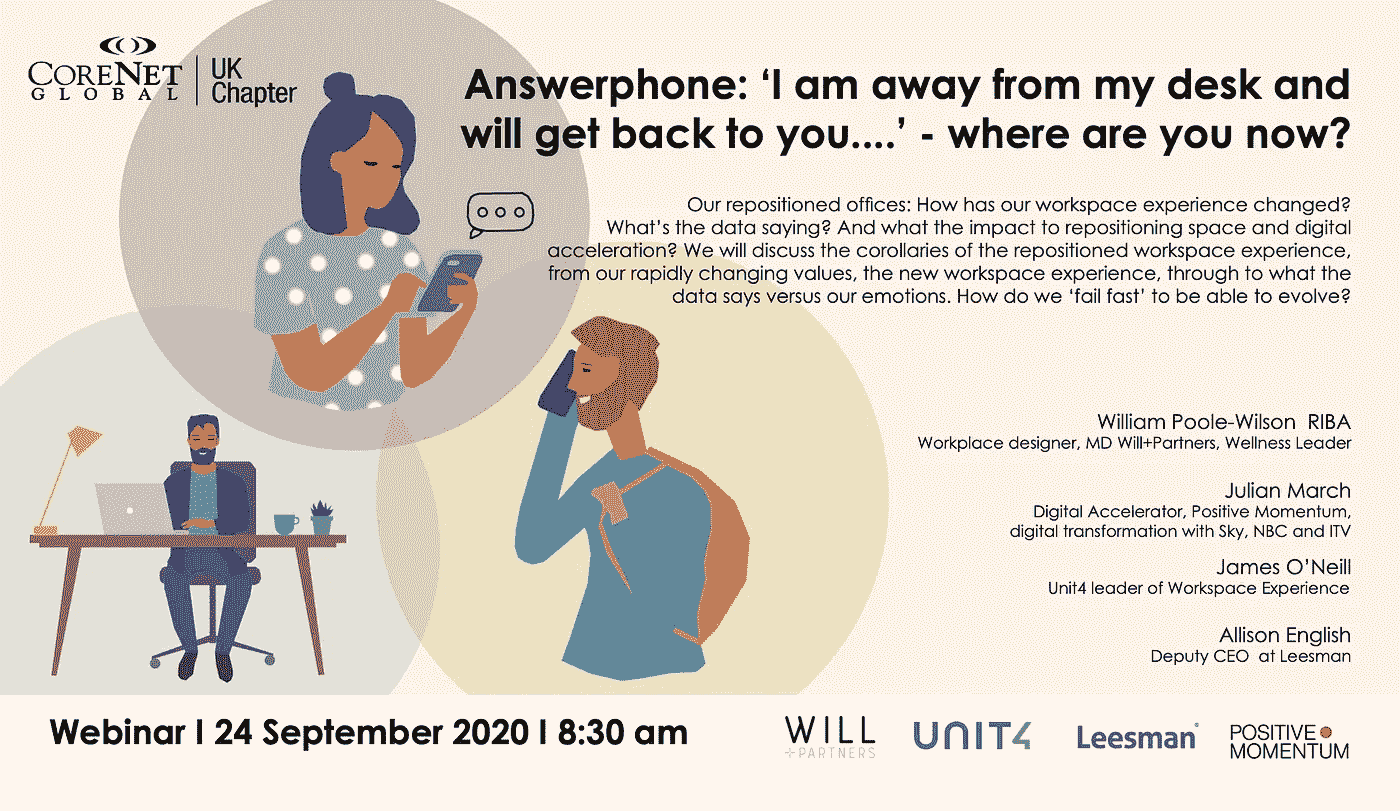 CORENET
GLOBAL
UK
Chapter
Answerphone: ‘I am away from my desk and
will get back to you....’ - where are you now?
Our repositioned offices: How has our workspace experience changed?
What’s the data saying? And what the impact to repositioning space and digital
acceleration? We will discuss the corollaries of the repositioned workspace experience,
from our rapidly changing values, the new workspace experience, through to what the
data says versus our emotions. How do we ‘fail fast’ to be able to evolve?
William Poole-Wilson RIBA
Workplace designer, MD Will+Partners, Wellness Leader
Julian March
Digital Accelerator, Positive Momentum,
digital transformation with Sky, NBC and ITV
James O’Neill
Unit4 leader of Workspace Experience
Allison English
Deputy CEO at Leesman
Webinar I 24 September 2020 I 8:30 am
WILL
+PARTNERS
UNIT4
Leesman
POSITIVE
MOMENTUM